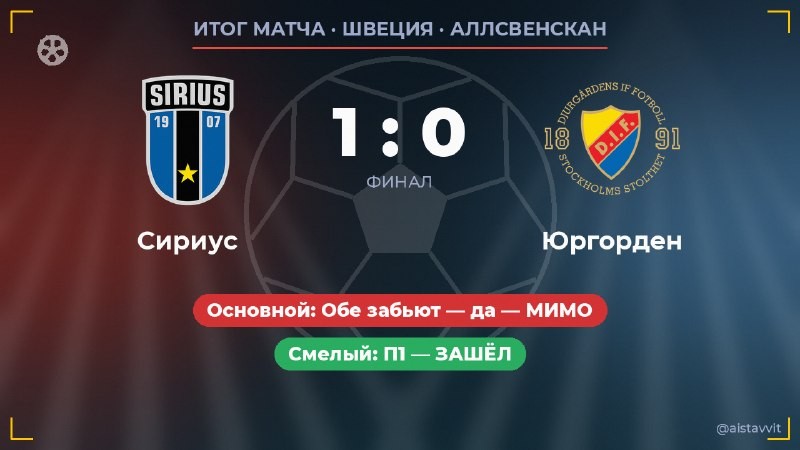 ИТОГ МАТЧА · ШВЕЦИЯ · АЛЛСВЕНСКАН
SIRIUS
19 07
1 : 0
ФИНАЛ
DJURGÅRDENS IF FOTBOLL
18 91
D.I.F.
STOCKHOLMS STOLTHET
Сириус
Юргорден
Основной: Обе забьют — да — МИМО
Смелый: П1 — ЗАШЁЛ
@aistavvit